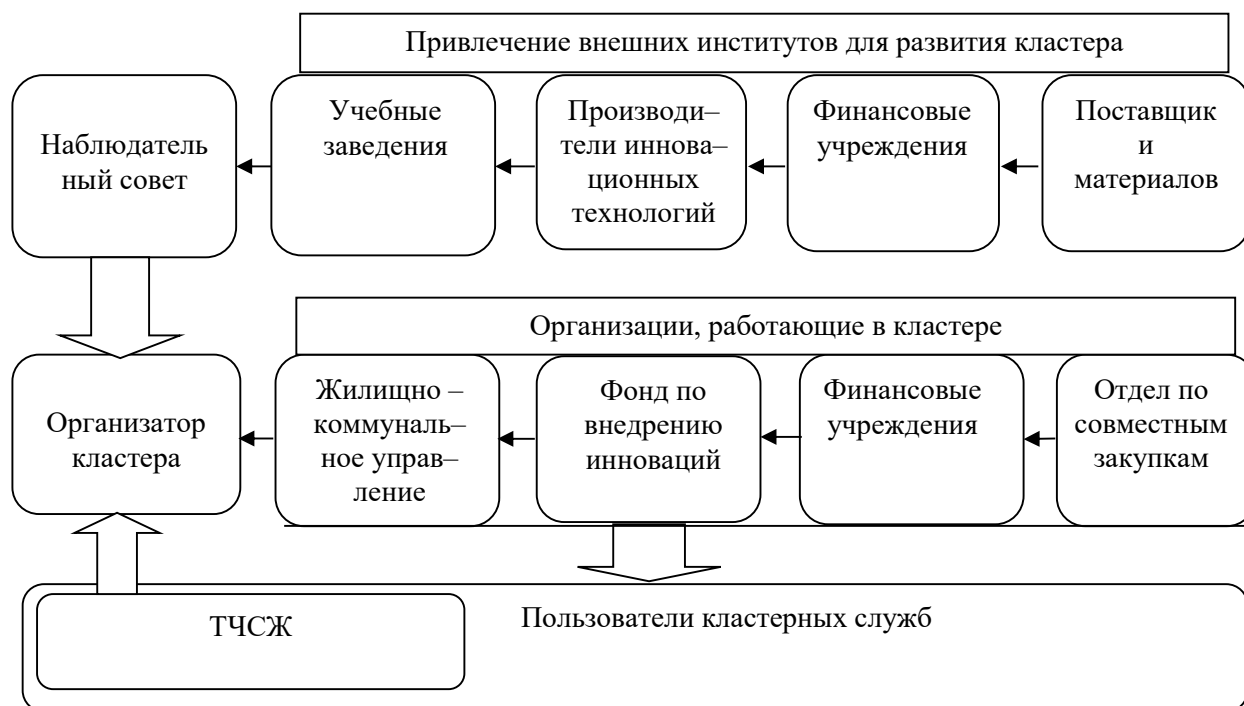 Привлечение внешних институтов для развития кластера
Наблюдатель
ный совет
Учебные
заведения
Производи–
тели иннова–
ционных
технологий
Финансовые
учреждения
Поставщик
и
материалов
Организации, работающие в кластере
Организатор
кластера
Жилищно –
коммуналь–
ное управ–
ление
Фонд по
внедрению
инноваций
Финансовые
учреждения
Отдел по
совместным
закупкам
ТЧСЖ
Пользователи кластерных служб